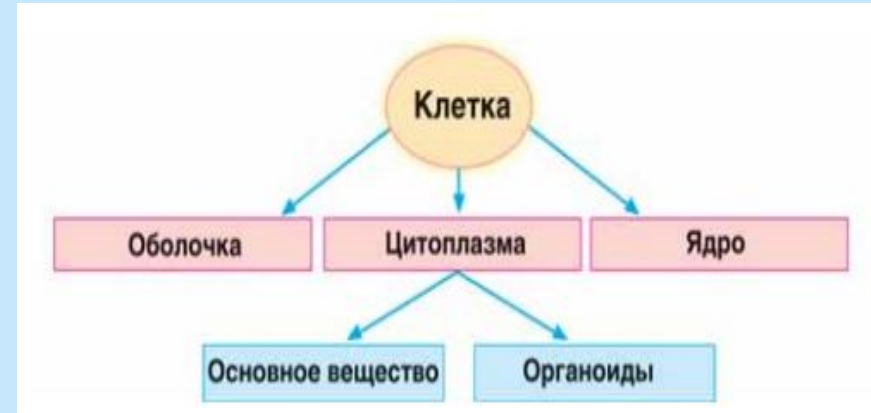 Клетка
Оболочка
Цитоплазма
Ядро
Основное вещество
Органоиды